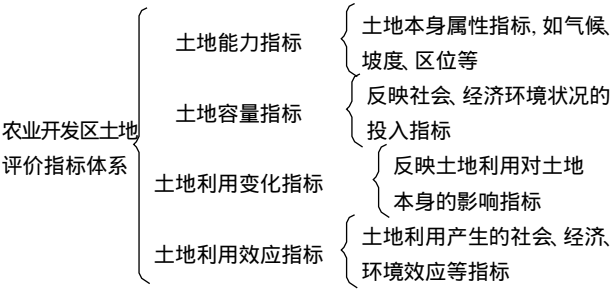 土地能力指标
土地本身属性指标, 如气候、
坡度、区位等
土地容量指标
反映社会、经济环境状况的
投入指标
农业开发区土地
评价指标体系
土地利用变化指标
反映土地利用对土地
本身的影响指标
土地利用效应指标
土地利用产生的社会、经济、
环境效应等指标